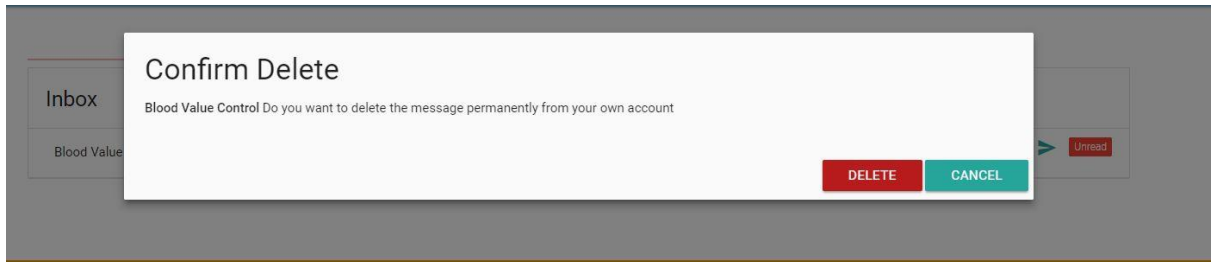 Confirm Delete
Inbox
Blood Value Control Do you want to delete the message permanently from your own account
Blood Value
Unread
DELETE
CANCEL